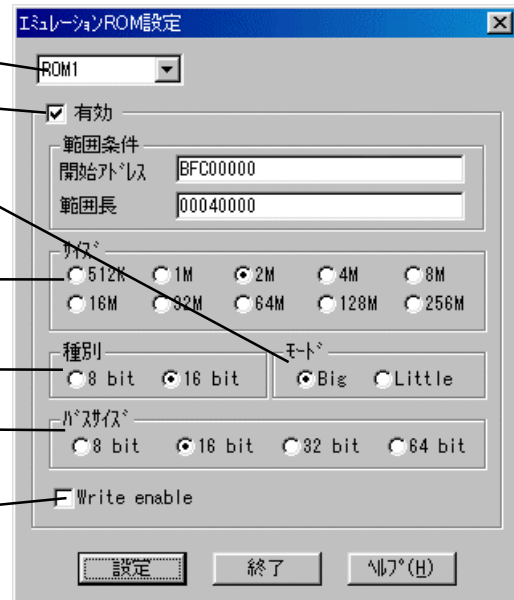 ｴﾐｭﾚｰｼｮﾝROM設定
ROM1
有効
範囲条件
開始ｱﾄﾞﾚｽ BFC00000
範囲長 00040000
ｻｲｽﾞ
512K 1M 2M 4M 8M
16M 32M 64M 128M 256M
種別
8 bit 16 bit
ﾓｰﾄﾞ
Big Little
ﾊﾞｽｻｲｽﾞ
8 bit 16 bit 32 bit 64 bit
Write enable
設定 終了 ﾍﾙﾌﾟ(H)